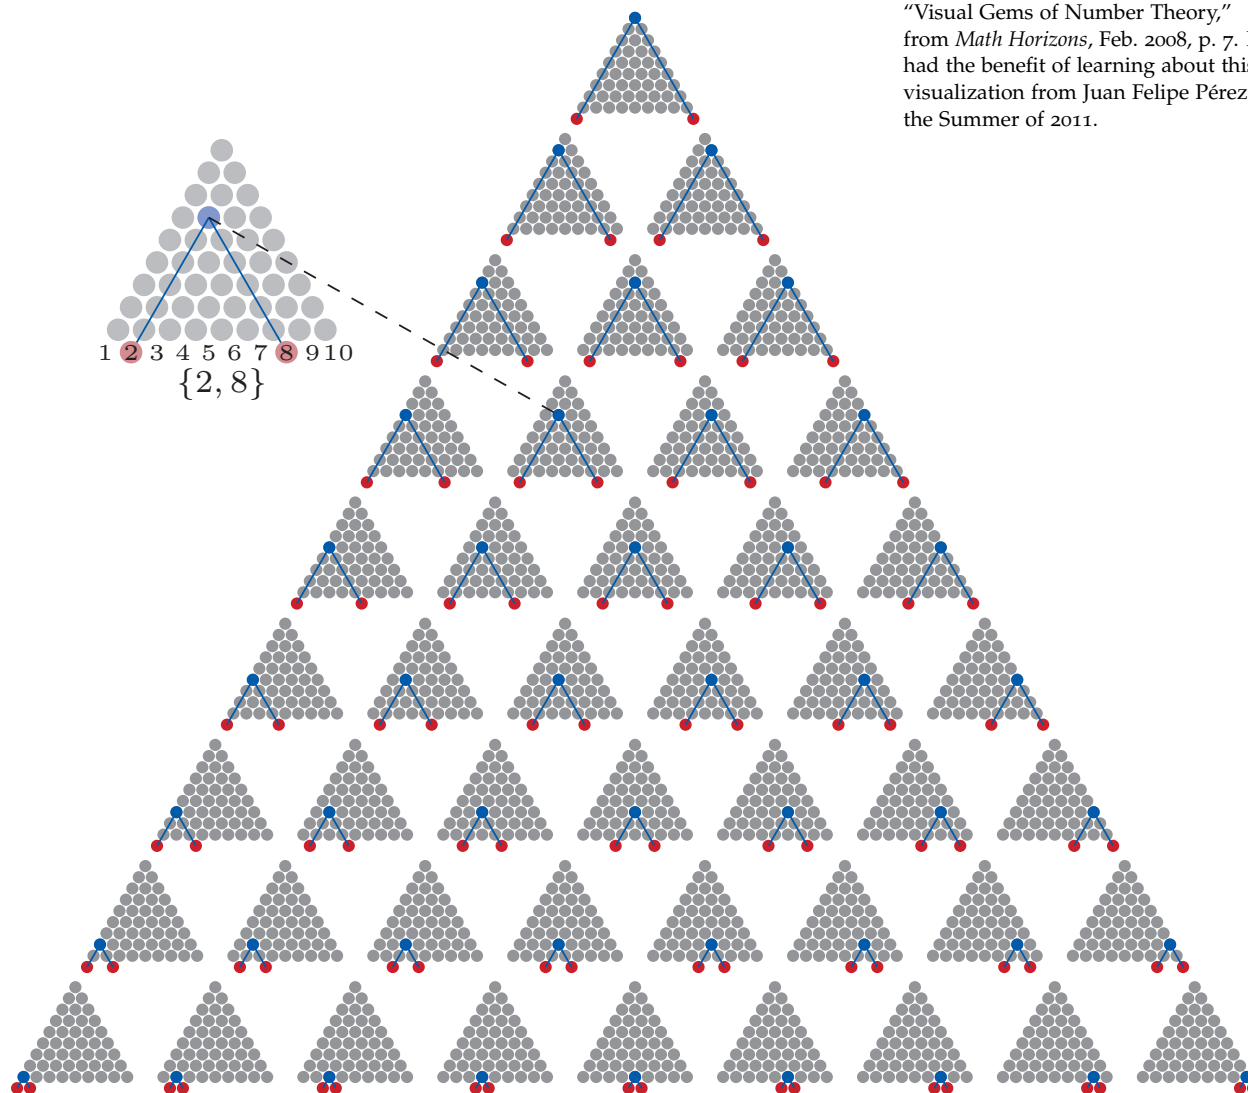 “Visual Gems of Number Theory,”
from Math Horizons, Feb. 2008, p. 7.
had the benefit of learning about this
visualization from Juan Felipe Pérez
the Summer of 2011.
1 2 3 4 5 6 7 8 9 10
{2, 8}